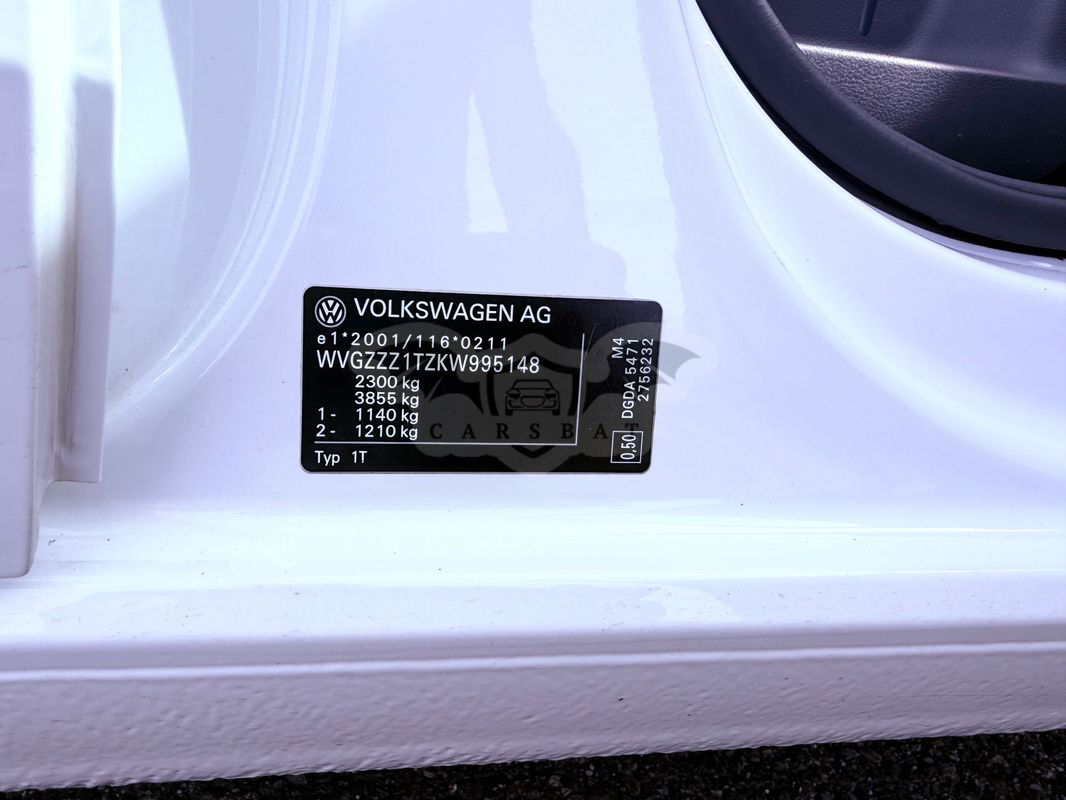 VOLKSWAGEN AG
e1*2001/116*0211
WVGZZZ1TZKW995148
2300 kg
3855 kg
1- 1140 kg
2- 1210 kg
Typ 1T
M4
DGDA 5471
2756232
0,50
CARSBAT